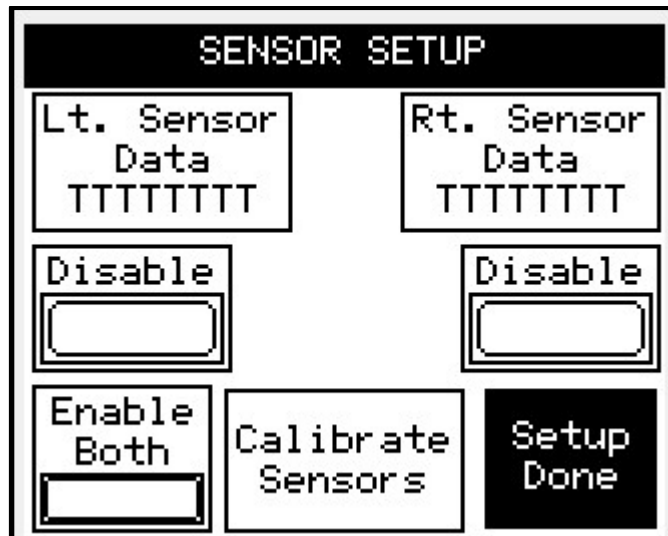 SENSOR SETUP
Lt. Sensor
Data
TTTTTTTT
Rt. Sensor
Data
TTTTTTTT
Disable
Disable
Enable
Both
Calibrate
Sensors
Setup
Done